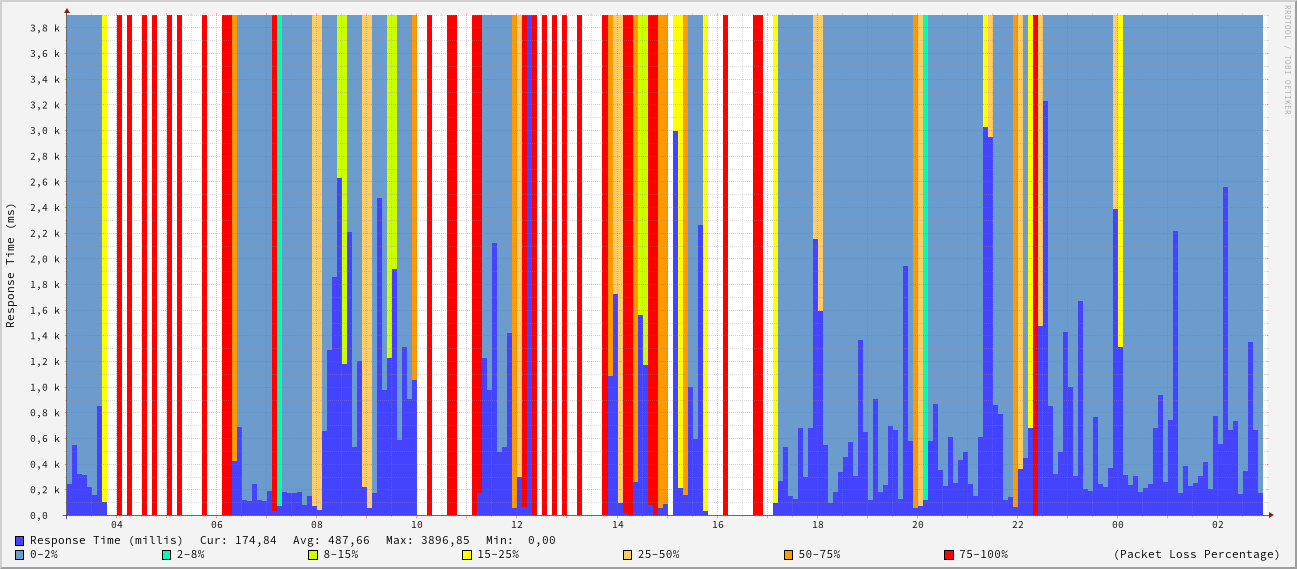 RRDTOOL / TOBI OETIKER
Response Time (ms)
3,8 k
3,6 k
3,4 k
3,2 k
3,0 k
2,8 k
2,6 k
2,4 k
2,2 k
2,0 k
1,8 k
1,6 k
1,4 k
1,2 k
1,0 k
0,8 k
0,6 k
0,4 k
0,2 k
0,0
04 06 08 10 12 14 16 18 20 22 00 02
Response Time (millis) Cur: 174,84 Avg: 487,66 Max: 3896,85 Min: 0,00
0-2% 2-8% 8-15% 15-25% 25-50% 50-75% 75-100% (Packet Loss Percentage)